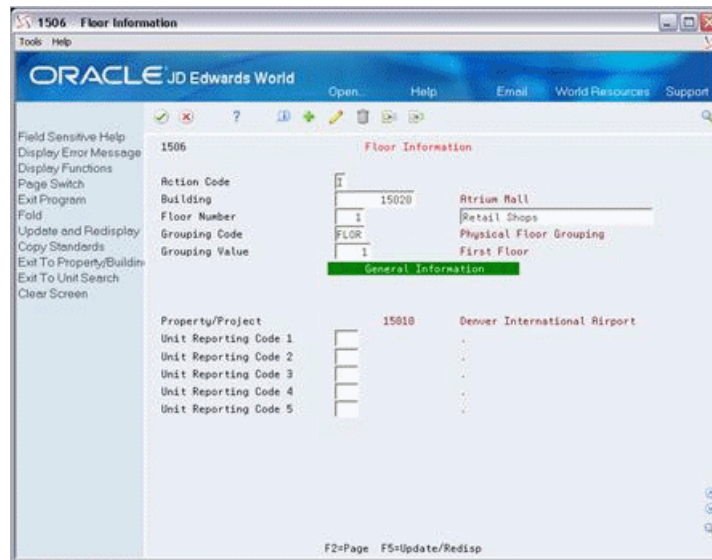 1506 Floor Information
Tools Help
ORACLE JD Edwards World
Open... Help Email World Resources Support
?
Field Sensitive Help
Display Error Message
Display Functions
Page Switch
Exit Program
Fold
Update and Redisplay
Copy Standards
Exit To Property/Buildin
Exit To Unit Search
Clear Screen
1506 Floor Information
Action Code I
Building 15020 Atrium Mall
Floor Number 1 Retail Shops
Grouping Code FLOR Physical Floor Grouping
Grouping Value 1 First Floor
General Information
Property/Project 15010 Denver International Airport
Unit Reporting Code 1 .
Unit Reporting Code 2 .
Unit Reporting Code 3 .
Unit Reporting Code 4 .
Unit Reporting Code 5 .
F2=Page F5=Update/Redisp